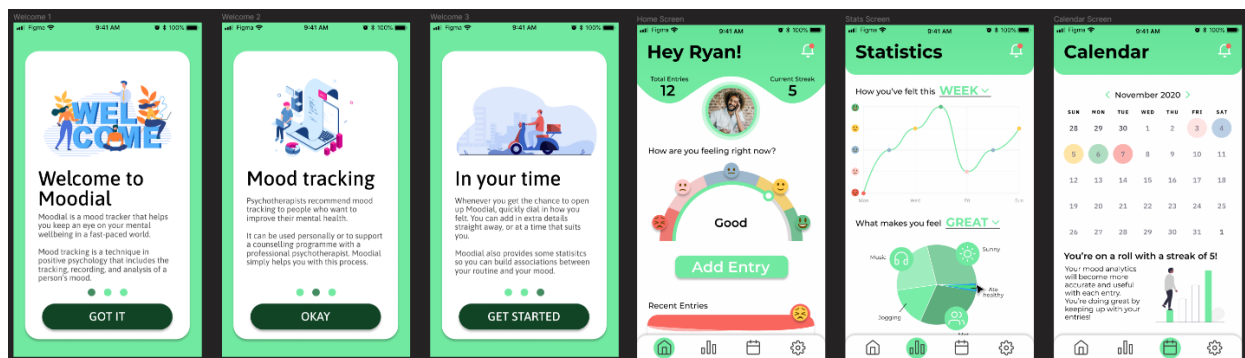 Welcome 1
Figma
9:41 AM
100%
WEL
COME
Welcome to
Moodial
Moodial is a mood tracker that helps
you keep an eye on your mental
wellbeing in a fast-paced world.
Mood tracking is a technique in
positive psychology that includes the
tracking, recording, and analysis of a
person's mood.
GOT IT
Welcome 2
Figma
9:41 AM
100%
Mood tracking
Psychotherapists recommend mood
tracking to people who want to
improve their mental health.
It can be used personally or to support
a counselling programme with a
professional psychotherapist. Moodial
simply helps you with this process.
OKAY
Welcome 3
Figma
9:41 AM
100%
In your time
Whenever you get the chance to open
up Moodial, quickly dial in how you
felt. You can add in extra details
straight away, or at a time that suits
you.
Moodial also provides some statisitcs
so you can build associations between
your routine and your mood.
GET STARTED
Home Screen
Figma
9:41 AM
100%
Hey Ryan!
Total Entries
12
Current Streak
5
How are you feeling right now?
Good
Add Entry
Recent Entries
Stats Screen
Figma
9:41 AM
100%
Statistics
How you've felt this WEEK
Mon
Wed
Fri
Sun
What makes you feel GREAT
Music
Sunny
Ate
healthy
Jogging
Calendar Screen
Figma
9:41 AM
100%
Calendar
November 2020
SUN MON TUE WED THU FRI SAT
28 29 30 1 2 3 4
5 6 7 8 9 10 11
12 13 14 15 16 17 18
19 20 21 22 23 24 25
26 27 28 29 30 31 1
You're on a roll with a streak of 5!
Your mood analytics
will become more
accurate and useful
with each entry.
You're doing great by
keeping up with your
entries!